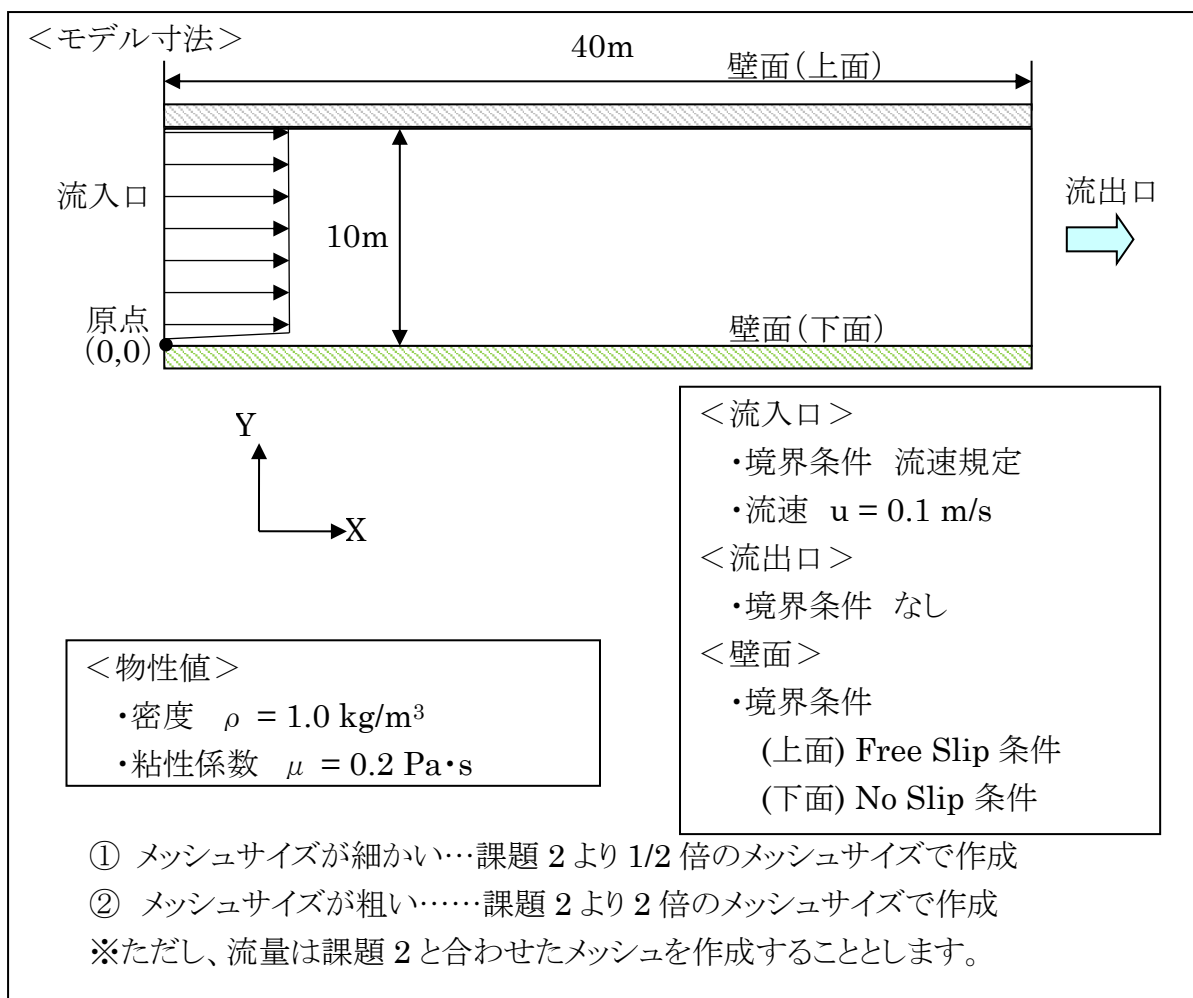 ＜モデル寸法＞
40m
壁面（上面）
流入口
10m
流出口
原点
(0,0)
壁面（下面）
Y
X
＜流入口＞
・境界条件 流速規定
・流速 u = 0.1 m/s
＜流出口＞
・境界条件 なし
＜壁面＞
・境界条件
(上面) Free Slip 条件
(下面) No Slip 条件
＜物性値＞
・密度 ρ = 1.0 kg/m³
・粘性係数 μ = 0.2 Pa・s
① メッシュサイズが細かい…課題 2 より 1/2 倍のメッシュサイズで作成
② メッシュサイズが粗い……課題 2 より 2 倍のメッシュサイズで作成
※ただし、流量は課題 2 と合わせたメッシュを作成することとします。